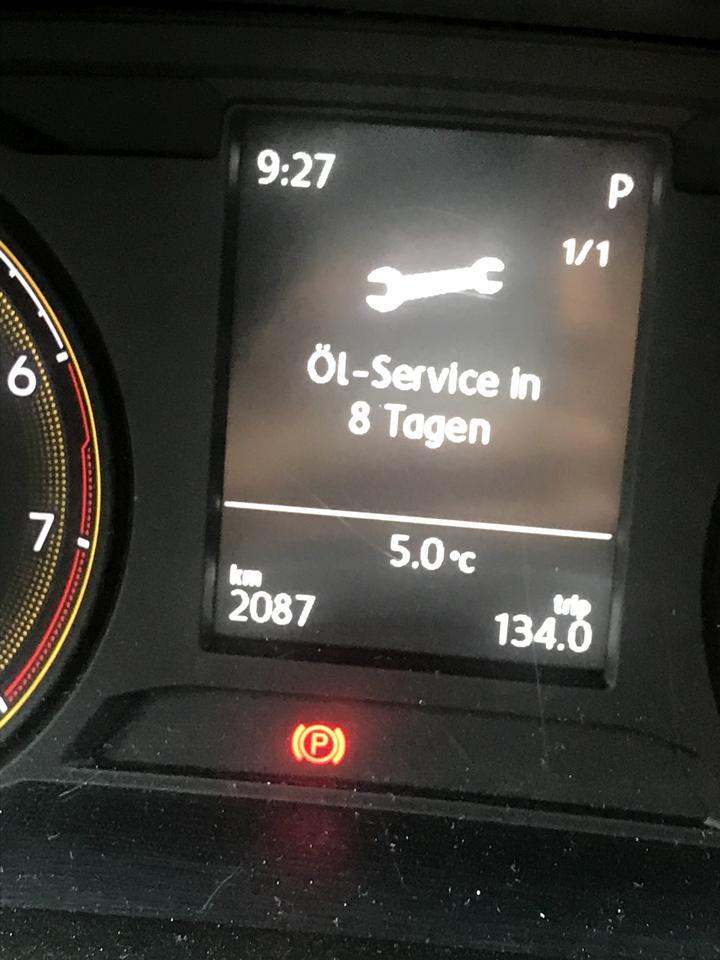 9:27
P
1/1
Öl-Service in
8 Tagen
5.0 °C
km
2087
trip
134.0
6
7
P